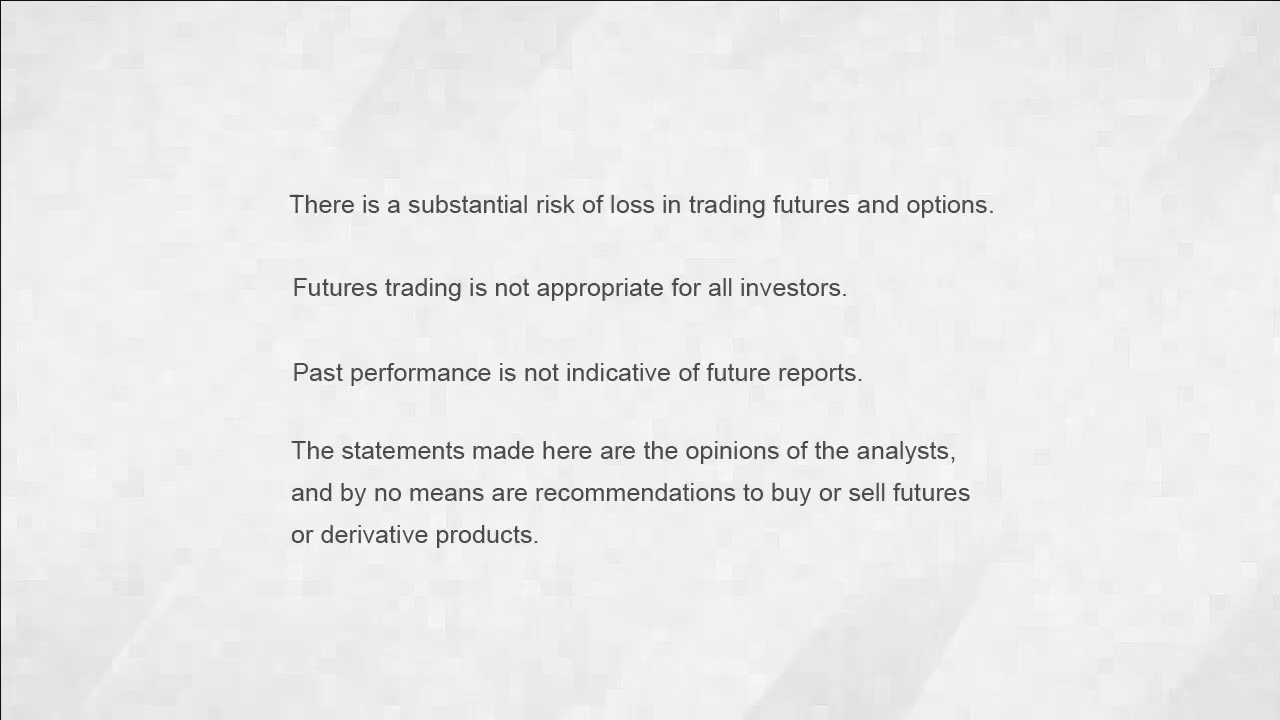 There is a substantial risk of loss in trading futures and options.
Futures trading is not appropriate for all investors.
Past performance is not indicative of future reports.
The statements made here are the opinions of the analysts,
and by no means are recommendations to buy or sell futures
or derivative products.